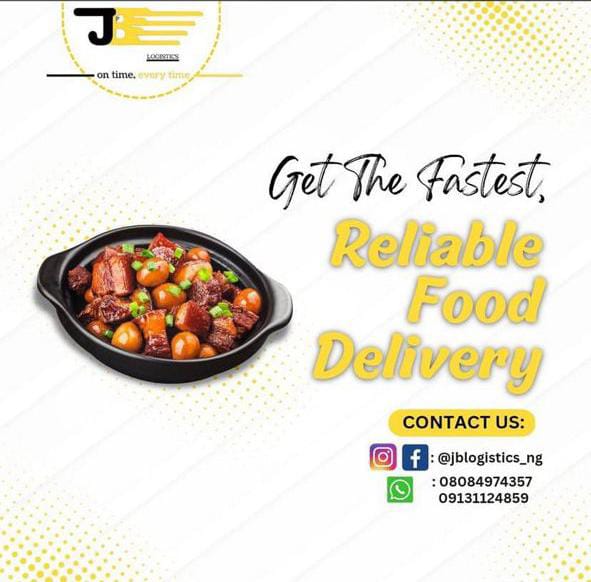 JB
LOGISTICS
on time, every time
Get The Fastest,
Reliable
Food
Delivery
CONTACT US:
: @jblogistics_ng
: 08084974357
09131124859